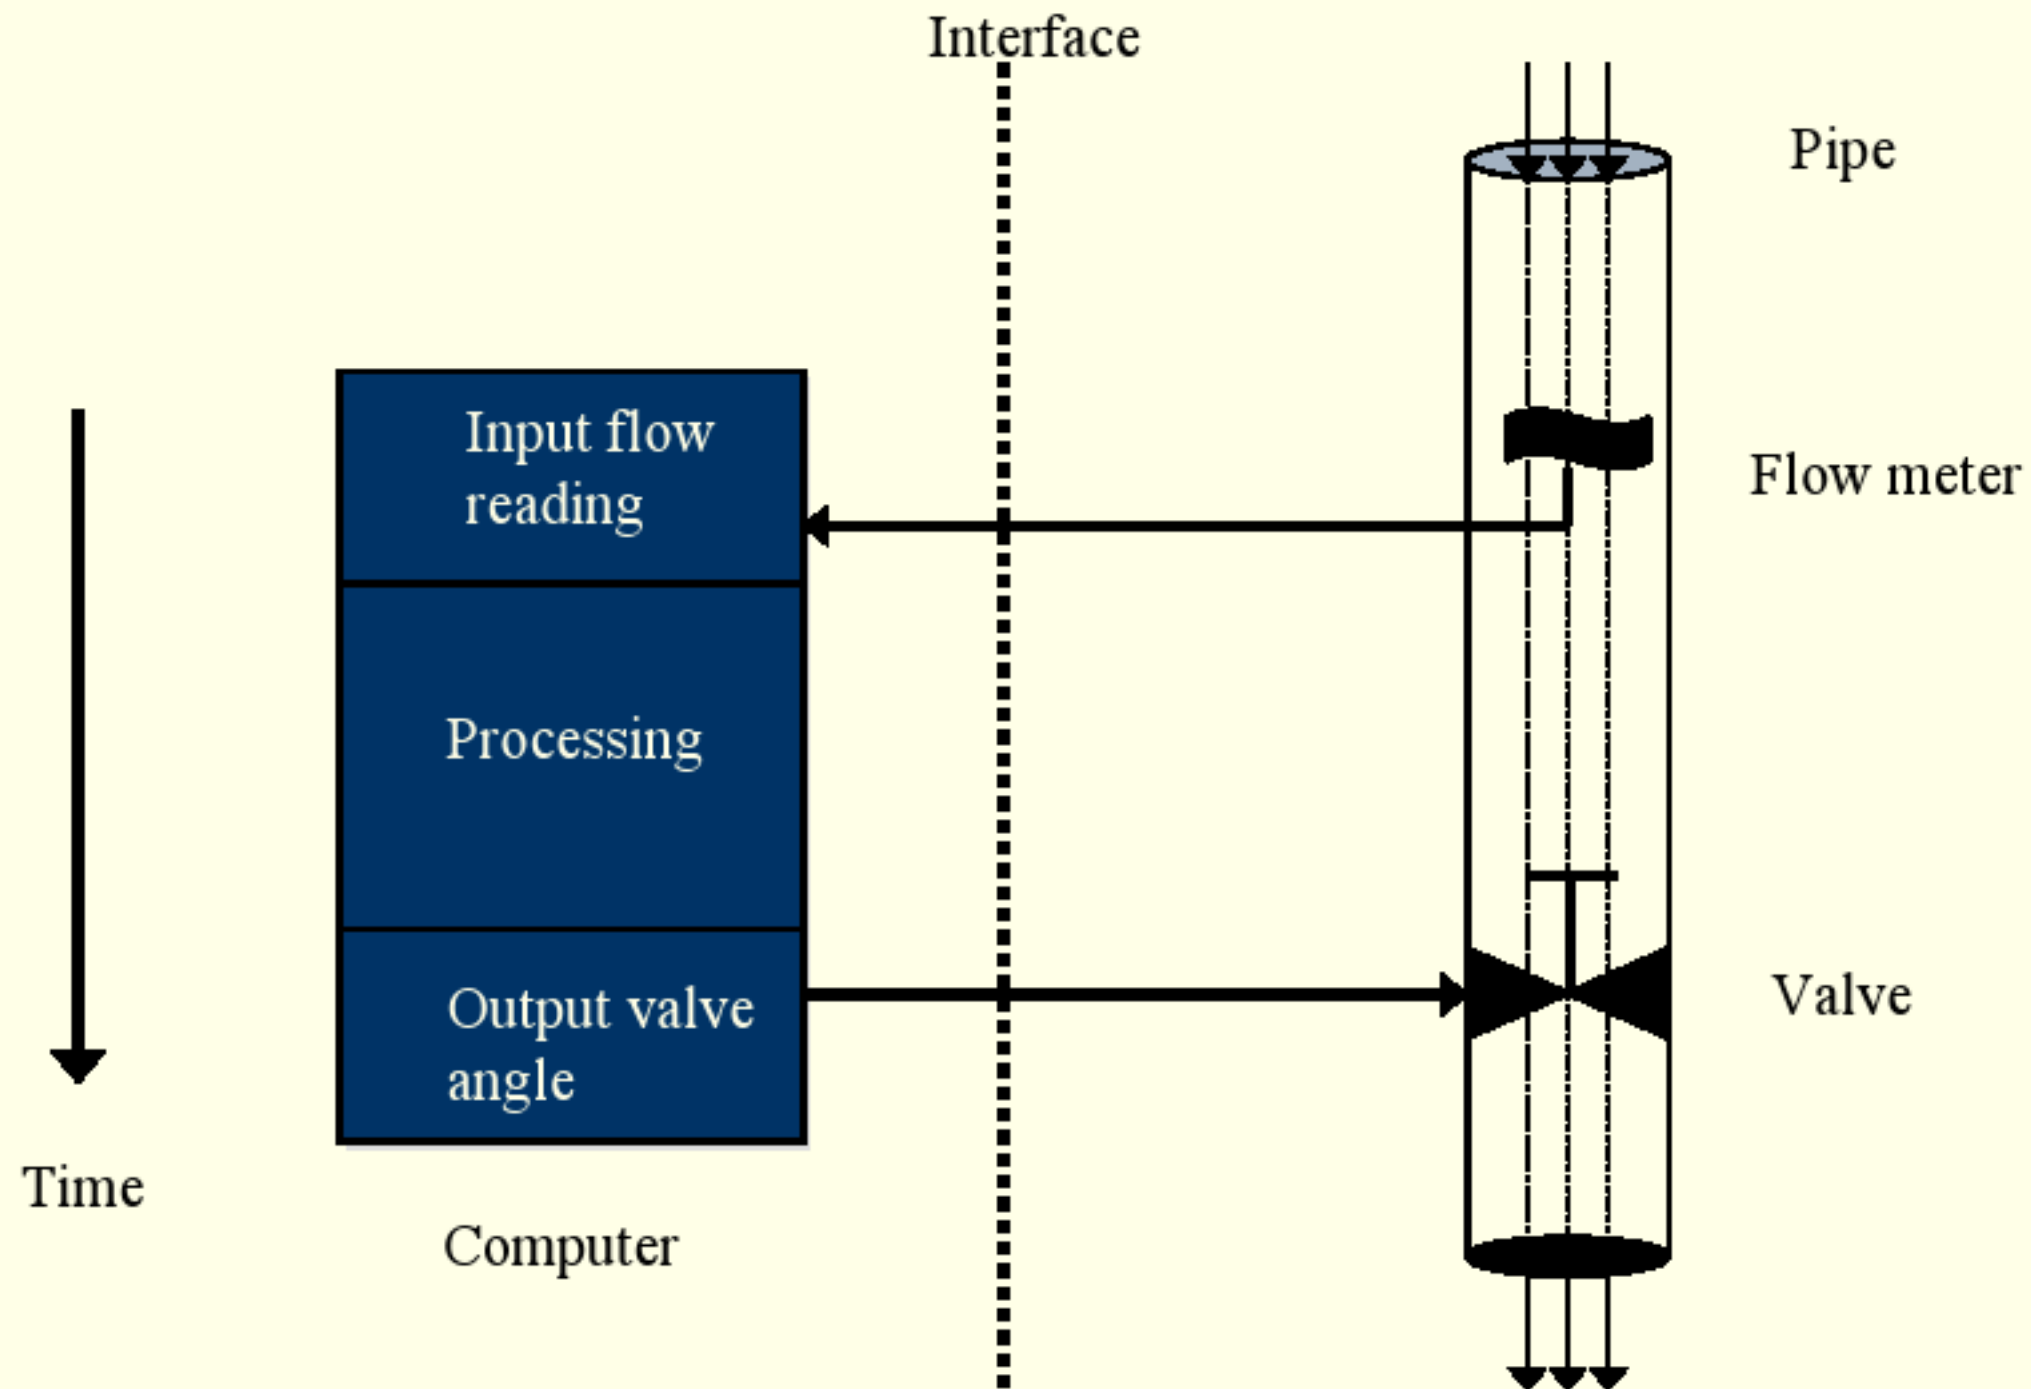 Interface
Pipe
Input flow
reading
Flow meter
Processing
Output valve
angle
Valve
Time
Computer